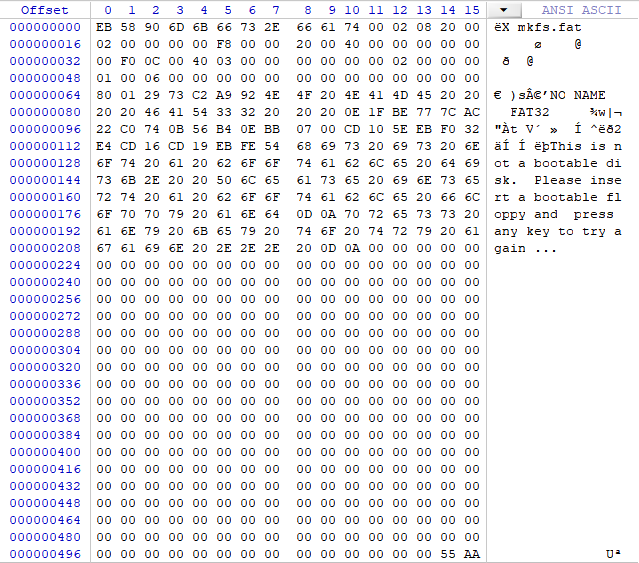 Offset 0 1 2 3 4 5 6 7 8 9 10 11 12 13 14 15 ANSI ASCII
000000000 EB 58 90 6D 6B 66 73 2E 66 61 74 00 02 08 20 00 ëX mkfs.fat
000000016 02 00 00 00 00 F8 00 00 20 00 40 00 00 00 00 00 ø @
000000032 00 F0 0C 00 40 03 00 00 00 00 00 00 02 00 00 00 ð @
000000048 01 00 06 00 00 00 00 00 00 00 00 00 00 00 00 00
000000064 80 01 29 73 C2 A9 92 4E 4F 20 4E 41 4D 45 20 20 € )s©’NO NAME
000000080 20 20 46 41 54 33 32 20 20 20 0E 1F BE 77 7C AC FAT32 ¾w|¬
000000096 22 C0 74 0B 56 B4 0E BB 07 00 CD 10 5E EB F0 32 "Àt V´ » Í ^ëð2
000000112 E4 CD 16 CD 19 EB FE 54 68 69 73 20 69 73 20 6E äÍ Í ëþThis is n
000000128 6F 74 20 61 20 62 6F 6F 74 61 62 6C 65 20 64 69 ot a bootable di
000000144 73 6B 2E 20 20 50 6C 65 61 73 65 20 69 6E 73 65 sk. Please inse
000000160 72 74 20 61 20 62 6F 6F 74 61 62 6C 65 20 66 6C rt a bootable fl
000000176 6F 70 70 79 20 61 6E 64 0D 0A 70 72 65 73 73 20 oppy and press
000000192 61 6E 79 20 6B 65 79 20 74 6F 20 74 72 79 20 61 any key to try a
000000208 67 61 69 6E 20 2E 2E 2E 20 0D 0A 00 00 00 00 00 gain ...
000000224 00 00 00 00 00 00 00 00 00 00 00 00 00 00 00 00
000000240 00 00 00 00 00 00 00 00 00 00 00 00 00 00 00 00
000000256 00 00 00 00 00 00 00 00 00 00 00 00 00 00 00 00
000000272 00 00 00 00 00 00 00 00 00 00 00 00 00 00 00 00
000000288 00 00 00 00 00 00 00 00 00 00 00 00 00 00 00 00
000000304 00 00 00 00 00 00 00 00 00 00 00 00 00 00 00 00
000000320 00 00 00 00 00 00 00 00 00 00 00 00 00 00 00 00
000000336 00 00 00 00 00 00 00 00 00 00 00 00 00 00 00 00
000000352 00 00 00 00 00 00 00 00 00 00 00 00 00 00 00 00
000000368 00 00 00 00 00 00 00 00 00 00 00 00 00 00 00 00
000000384 00 00 00 00 00 00 00 00 00 00 00 00 00 00 00 00
000000400 00 00 00 00 00 00 00 00 00 00 00 00 00 00 00 00
000000416 00 00 00 00 00 00 00 00 00 00 00 00 00 00 00 00
000000432 00 00 00 00 00 00 00 00 00 00 00 00 00 00 00 00
000000448 00 00 00 00 00 00 00 00 00 00 00 00 00 00 00 00
000000464 00 00 00 00 00 00 00 00 00 00 00 00 00 00 00 00
000000480 00 00 00 00 00 00 00 00 00 00 00 00 00 00 00 00
000000496 00 00 00 00 00 00 00 00 00 00 00 00 00 00 55 AA Uª